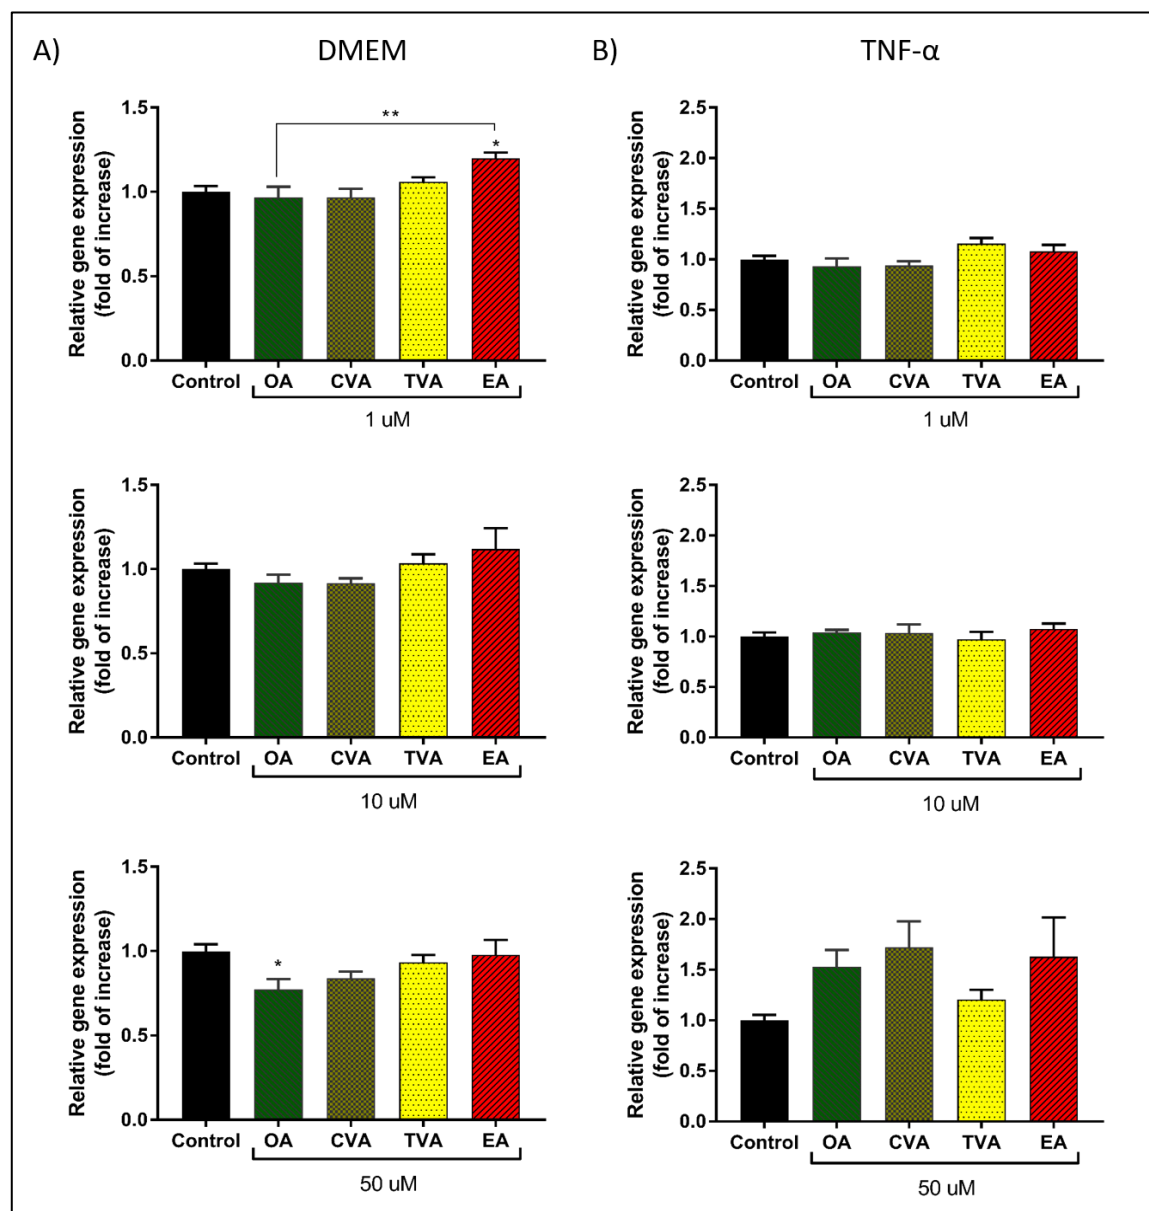 A)
DMEM
B)
TNF-α
Relative gene expression
(fold of increase)
1.5
1.0
0.5
0.0
**
*
Control OA CVA TVA EA
1 uM
Relative gene expression
(fold of increase)
2.5
2.0
1.5
1.0
0.5
0.0
Control OA CVA TVA EA
1 uM
Relative gene expression
(fold of increase)
1.5
1.0
0.5
0.0
Control OA CVA TVA EA
10 uM
Relative gene expression
(fold of increase)
2.5
2.0
1.5
1.0
0.5
0.0
Control OA CVA TVA EA
10 uM
Relative gene expression
(fold of increase)
1.5
1.0
0.5
0.0
*
Control OA CVA TVA EA
50 uM
Relative gene expression
(fold of increase)
2.5
2.0
1.5
1.0
0.5
0.0
Control OA CVA TVA EA
50 uM